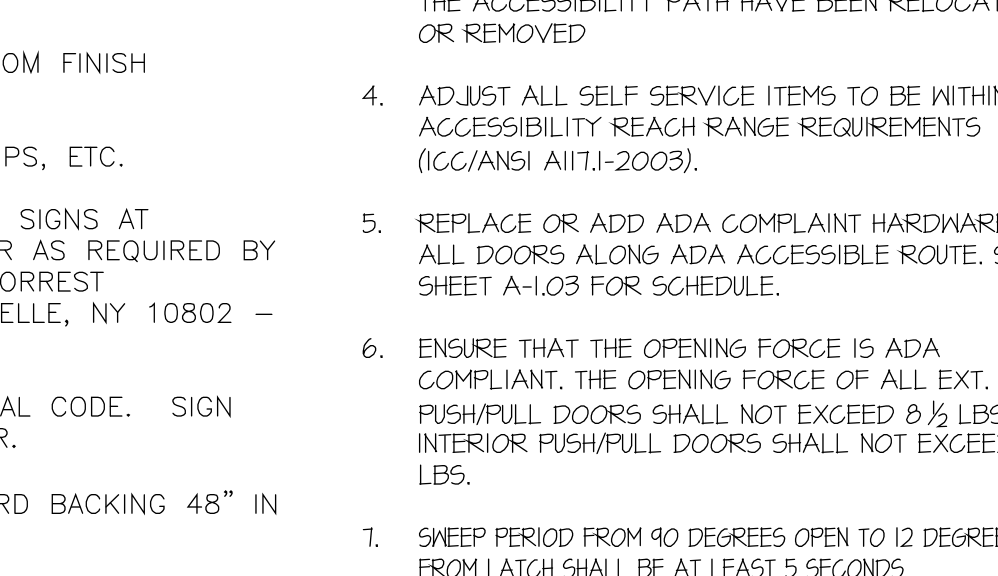 OM FINISH
PS, ETC.
SIGNS AT
R AS REQUIRED BY
ORREST
ELLE, NY 10802 –
AL CODE. SIGN
R.
RD BACKING 48" IN
THE ACCESSIBILITY PATH HAVE BEEN RELOCAT
OR REMOVED
4. ADJUST ALL SELF SERVICE ITEMS TO BE WITHIN
ACCESSIBILITY REACH RANGE REQUIREMENTS
(ICC/ANSI A117.1-2003).
5. REPLACE OR ADD ADA COMPLAINT HARDWARE
ALL DOORS ALONG ADA ACCESSIBLE ROUTE. S
SHEET A-1.03 FOR SCHEDULE.
6. ENSURE THAT THE OPENING FORCE IS ADA
COMPLIANT. THE OPENING FORCE OF ALL EXT.
PUSH/PULL DOORS SHALL NOT EXCEED 8 ½ LBS
INTERIOR PUSH/PULL DOORS SHALL NOT EXCEE
LBS.
7. SWEEP PERIOD FROM 90 DEGREES OPEN TO 12 DEGREE
FROM LATCH SHALL BE AT LEAST 5 SECONDS